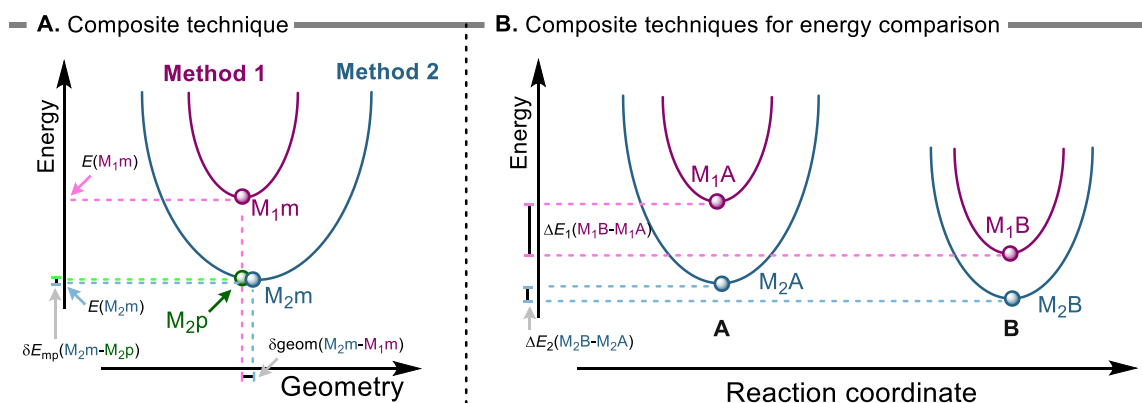 A. Composite technique
Energy
Method 1
Method 2
E(M₁m)
M₁m
E(M₂m)
M₂p
M₂m
δE_mp(M₂m-M₂p)
δgeom(M₂m-M₁m)
Geometry
B. Composite techniques for energy comparison
Energy
M₁A
ΔE₁(M₁B-M₁A)
M₁B
M₂A
A
B
M₂B
ΔE₂(M₂B-M₂A)
Reaction coordinate